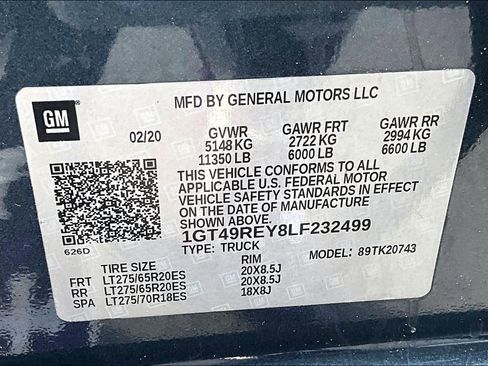 GM
MFD BY GENERAL MOTORS LLC
02/20
GVWR GAWR FRT GAWR RR
5148 KG 2722 KG 2994 KG
11350 LB 6000 LB 6600 LB
THIS VEHICLE CONFORMS TO ALL
APPLICABLE U.S. FEDERAL MOTOR
VEHICLE SAFETY STANDARDS IN EFFECT
ON THE DATE OF MANUFACTURE
SHOWN ABOVE.
1GT49REY8LF232499
626D
TYPE: TRUCK MODEL: 89TK20743
TIRE SIZE RIM
FRT LT275/65R20ES 20X8.5J
RR LT275/65R20ES 20X8.5J
SPA LT275/70R18ES 18X8J